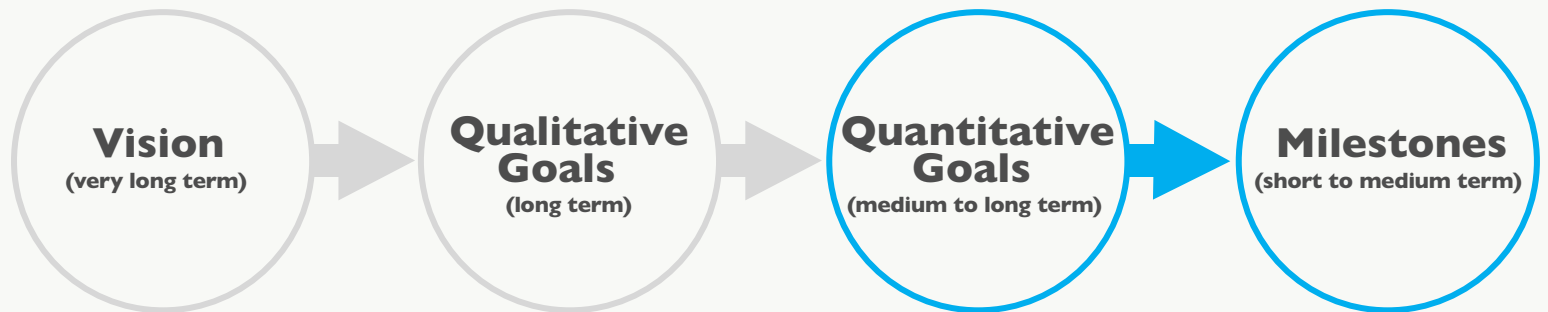 Vision
(very long term)
Qualitative
Goals
(long term)
Quantitative
Goals
(medium to long term)
Milestones
(short to medium term)